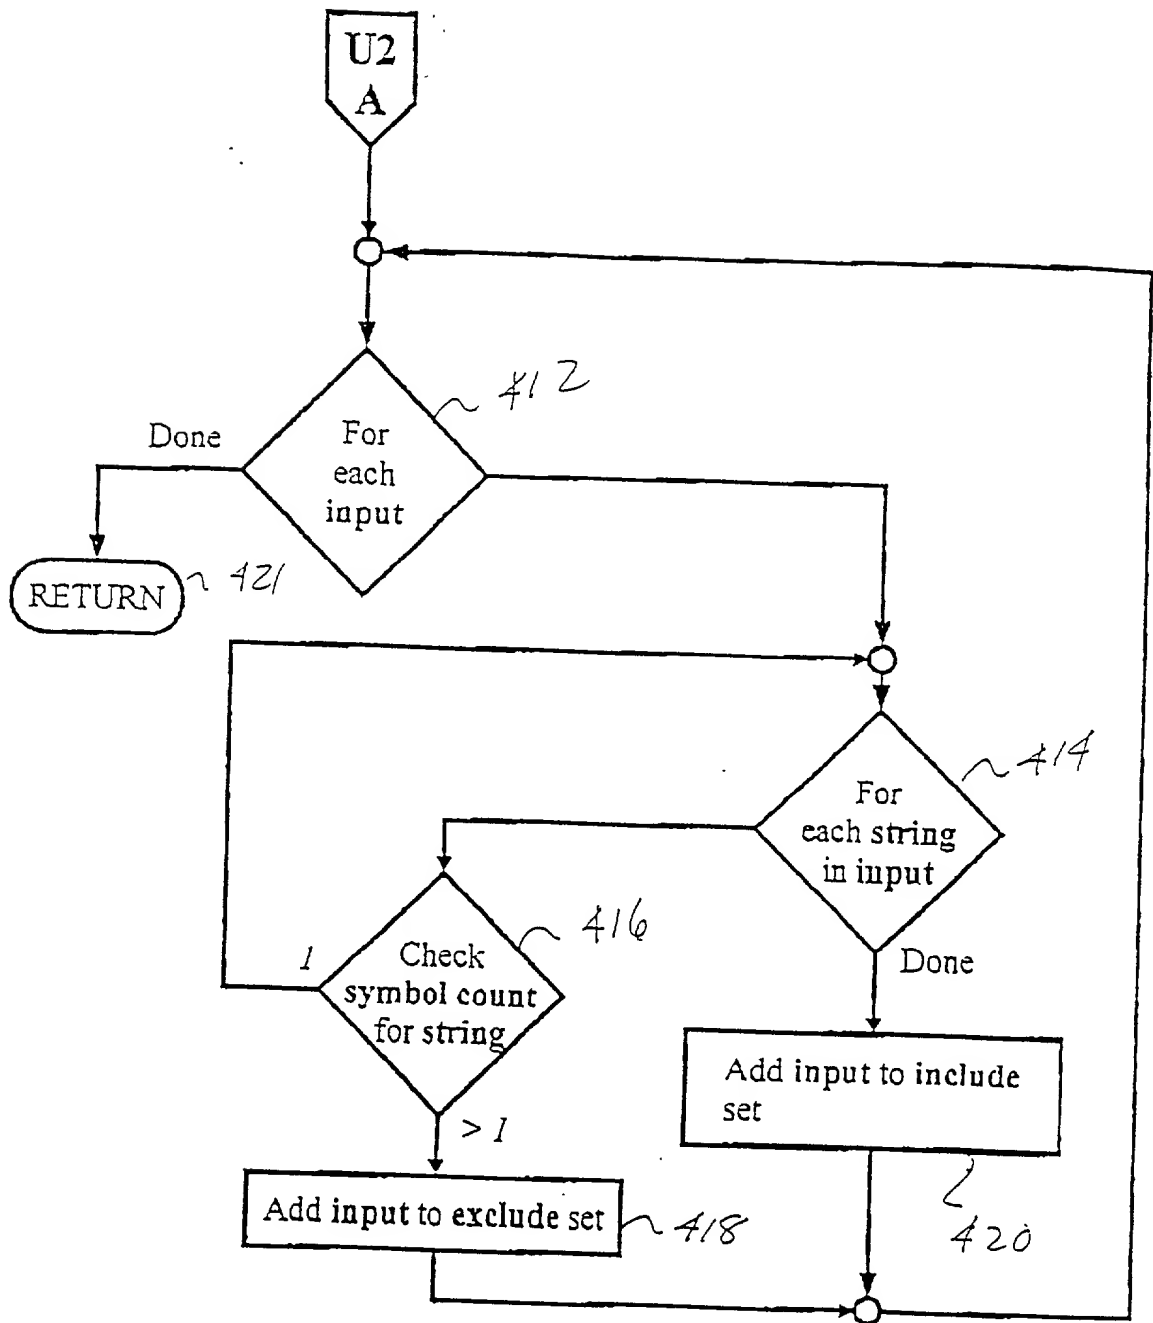 U2
A
412
Done
For
each
input
RETURN
421
414
For
each string
in input
416
1
Check
symbol count
for string
Done
Add input to include
set
> 1
Add input to exclude set
418
420